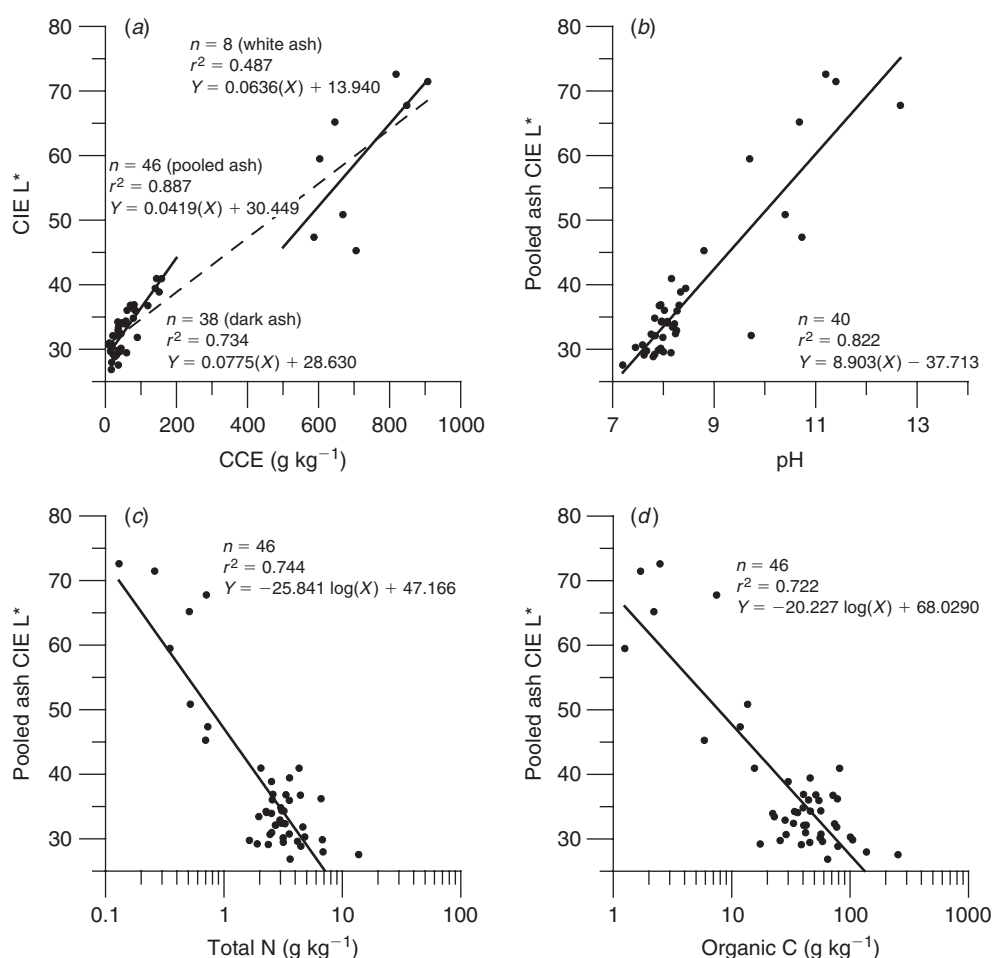 (a)
n = 8 (white ash)
r² = 0.487
Y = 0.0636(X) + 13.940
n = 46 (pooled ash)
r² = 0.887
Y = 0.0419(X) + 30.449
n = 38 (dark ash)
r² = 0.734
Y = 0.0775(X) + 28.630
CIE L*
80
70
60
50
40
30
0 200 400 600 800 1000
CCE (g kg⁻¹)
(b)
n = 40
r² = 0.822
Y = 8.903(X) − 37.713
Pooled ash CIE L*
80
70
60
50
40
30
7 9 11 13
pH
(c)
n = 46
r² = 0.744
Y = −25.841 log(X) + 47.166
Pooled ash CIE L*
80
70
60
50
40
30
0.1 1 10 100
Total N (g kg⁻¹)
(d)
n = 46
r² = 0.722
Y = −20.227 log(X) + 68.0290
Pooled ash CIE L*
80
70
60
50
40
30
1 10 100 1000
Organic C (g kg⁻¹)